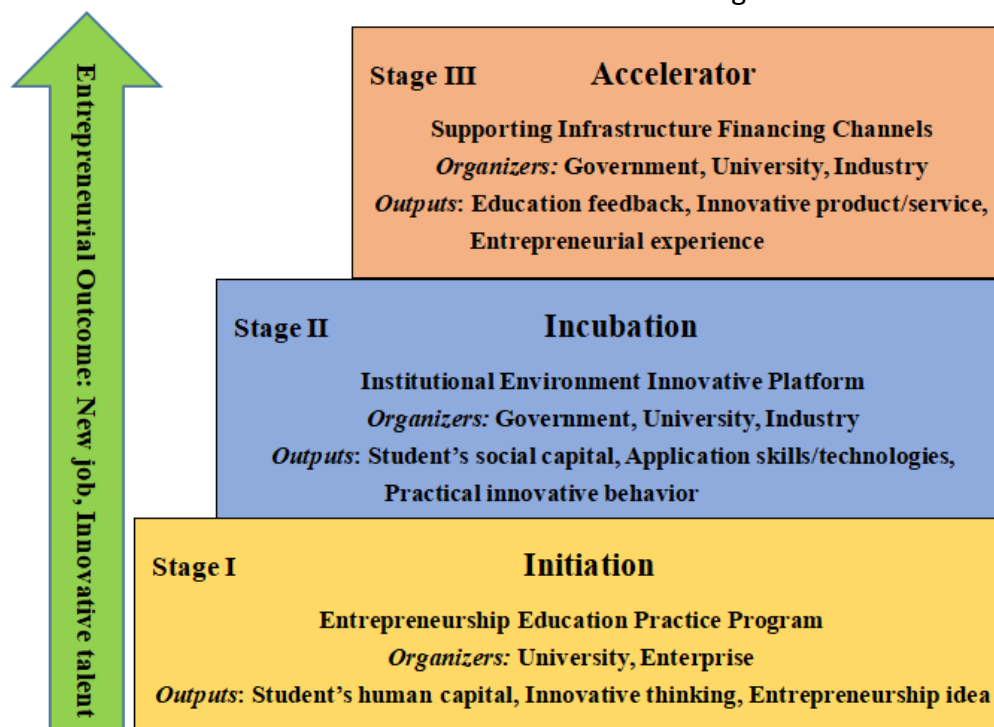 Entrepreneurial Outcome: New job, Innovative talent
Stage III Accelerator
Supporting Infrastructure Financing Channels
Organizers: Government, University, Industry
Outputs: Education feedback, Innovative product/service,
Entrepreneurial experience
Stage II Incubation
Institutional Environment Innovative Platform
Organizers: Government, University, Industry
Outputs: Student's social capital, Application skills/technologies,
Practical innovative behavior
Stage I Initiation
Entrepreneurship Education Practice Program
Organizers: University, Enterprise
Outputs: Student's human capital, Innovative thinking, Entrepreneurship idea